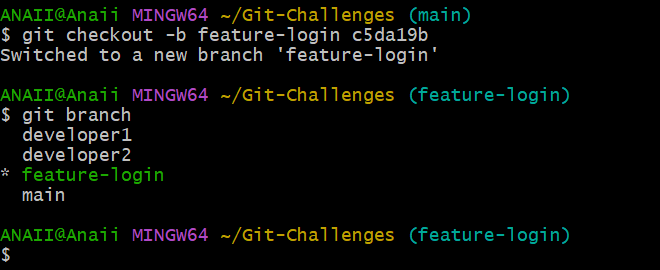 ANAII@Anaii MINGW64 ~/Git-Challenges (main)
$ git checkout -b feature-login c5da19b
Switched to a new branch 'feature-login'
ANAII@Anaii MINGW64 ~/Git-Challenges (feature-login)
$ git branch
developer1
developer2
* feature-login
main
ANAII@Anaii MINGW64 ~/Git-Challenges (feature-login)
$